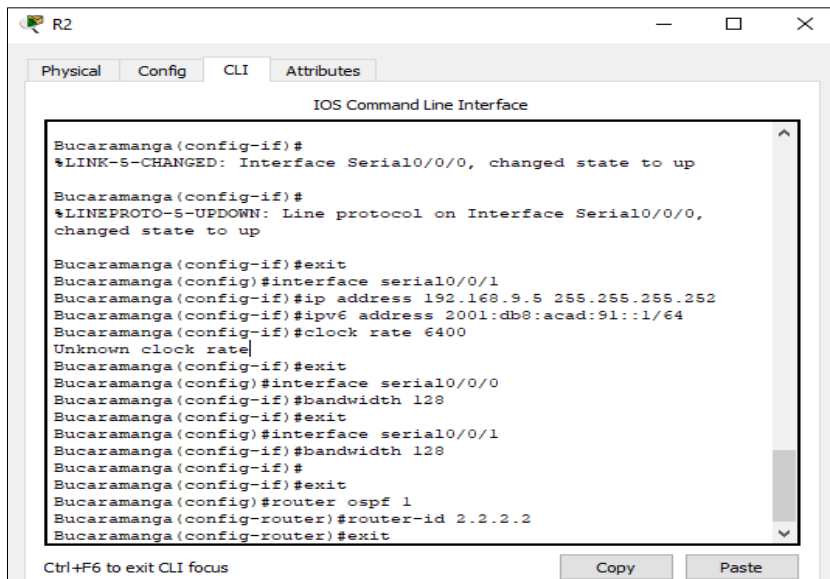 R2
Physical Config CLI Attributes
IOS Command Line Interface
Bucaramanga(config-if)#
%LINK-5-CHANGED: Interface Serial0/0/0, changed state to up
Bucaramanga(config-if)#
%LINEPROTO-5-UPDOWN: Line protocol on Interface Serial0/0/0,
changed state to up
Bucaramanga(config-if)#exit
Bucaramanga(config)#interface serial0/0/1
Bucaramanga(config-if)#ip address 192.168.9.5 255.255.255.252
Bucaramanga(config-if)#ipv6 address 2001:db8:acad:91::1/64
Bucaramanga(config-if)#clock rate 6400
Unknown clock rate
Bucaramanga(config-if)#exit
Bucaramanga(config)#interface serial0/0/0
Bucaramanga(config-if)#bandwidth 128
Bucaramanga(config-if)#exit
Bucaramanga(config)#interface serial0/0/1
Bucaramanga(config-if)#bandwidth 128
Bucaramanga(config-if)#
Bucaramanga(config-if)#exit
Bucaramanga(config)#router ospf 1
Bucaramanga(config-router)#router-id 2.2.2.2
Bucaramanga(config-router)#exit
Ctrl+F6 to exit CLI focus
Copy Paste